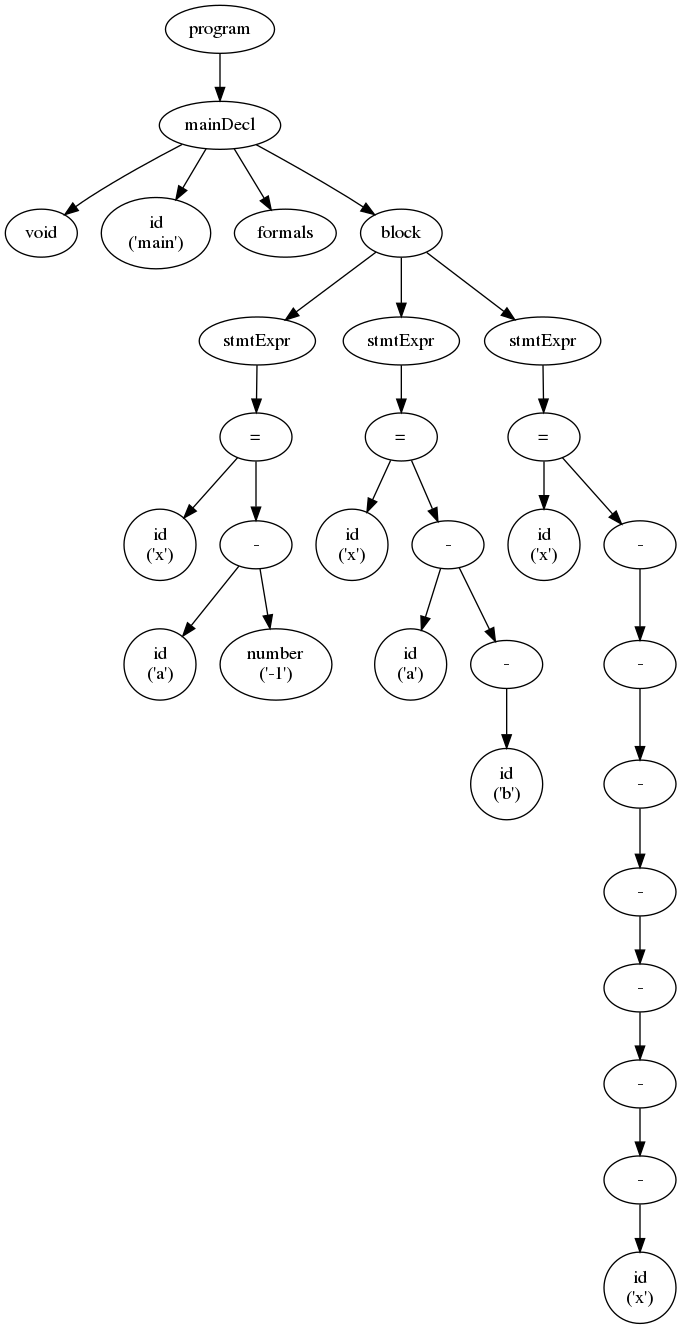 program
mainDecl
void
id
('main')
formals
block
stmtExpr
stmtExpr
stmtExpr
=
=
=
id
('x')
-
id
('x')
-
id
('x')
-
id
('a')
number
('-1')
id
('a')
-
-
id
('b')
-
-
-
-
-
id
('x')